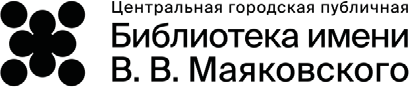 Центральная городская публичная
Библиотека имени
В. В. Маяковского